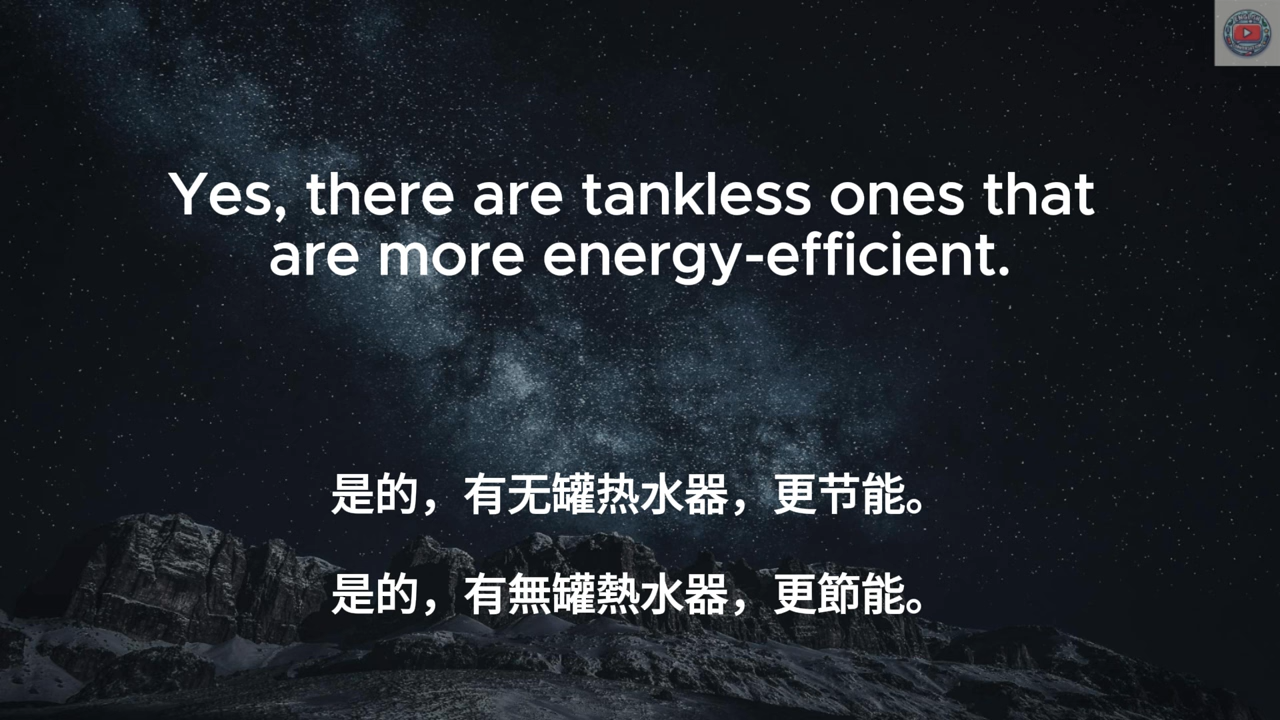 Yes, there are tankless ones that
are more energy-efficient.
是的，有无罐热水器，更节能。
是的，有無罐熱水器，更節能。